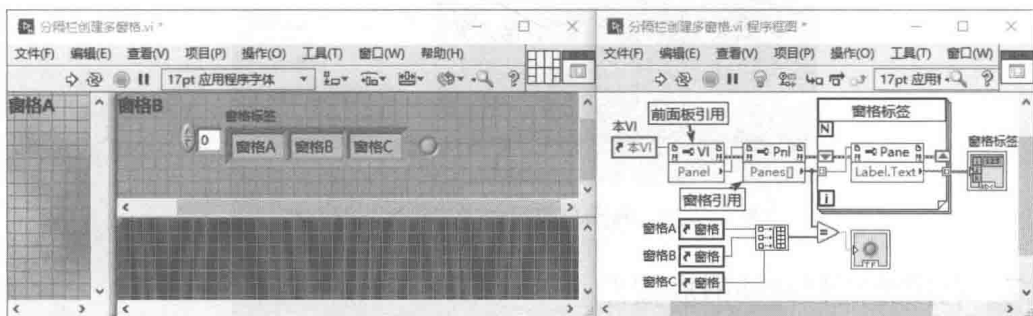 分隔栏创建多窗格.vi *
文件(F) 编辑(E) 查看(V) 项目(P) 操作(O) 工具(T) 窗口(W) 帮助(H)
17pt 应用程序字体
窗格A
窗格B
窗格标签
0
窗格A 窗格B 窗格C
分隔栏创建多窗格.vi 程序框图 *
文件(F) 编辑(E) 查看(V) 项目(P) 操作(O) 工具(T) 窗口(W)
17pt 应用
窗格标签
前面板引用
N
本VI
本VI
VI
Panel
Pnl
Panes[]
Pane
Label.Text
窗格标签
窗格引用
i
窗格A 窗格
窗格B 窗格
窗格C 窗格
=
TF